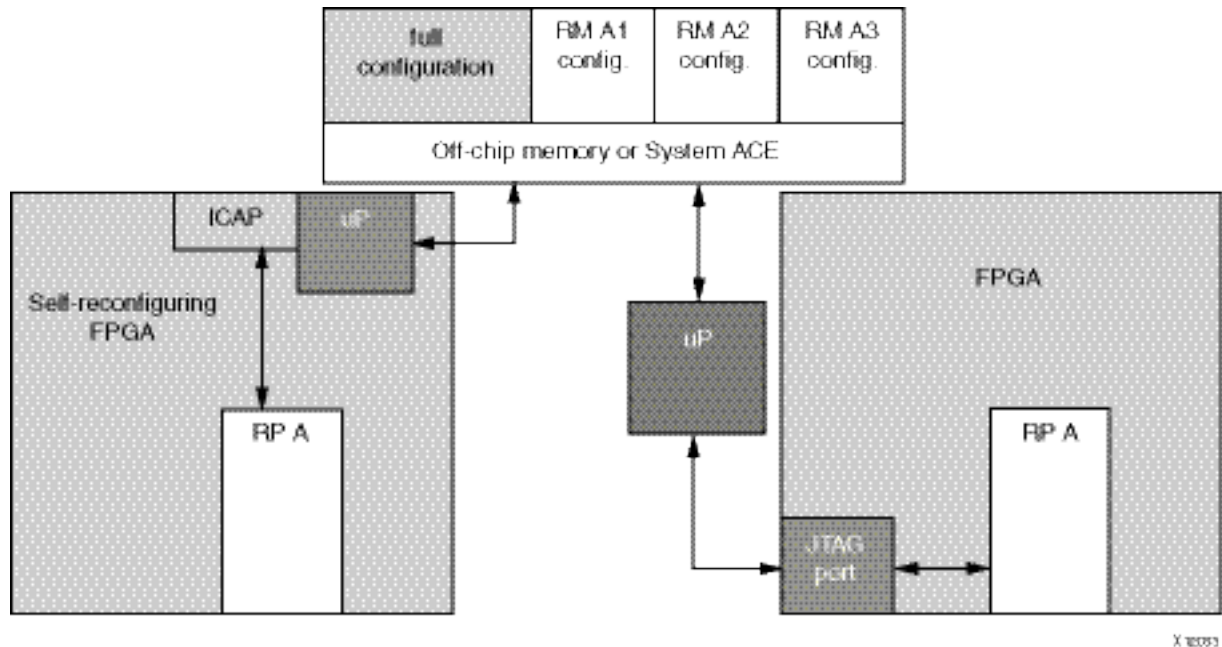 full
configuration
RM A1
config.
RM A2
config.
RM A3
config.
Off-chip memory or System ACE
ICAP
uP
Self-reconfiguring
FPGA
RP A
uP
FPGA
RP A
JTAG
port